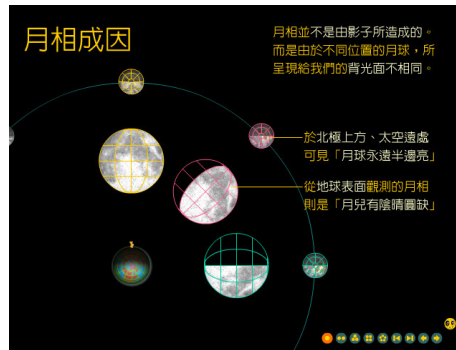 月相成因
月相並不是由影子所造成的。
而是由於不同位置的月球，所
呈現給我們的背光面不相同。
於北極上方、太空遠處
可見「月球永遠半邊亮」
從地球表面觀測的月相
則是「月兒有陰晴圓缺」